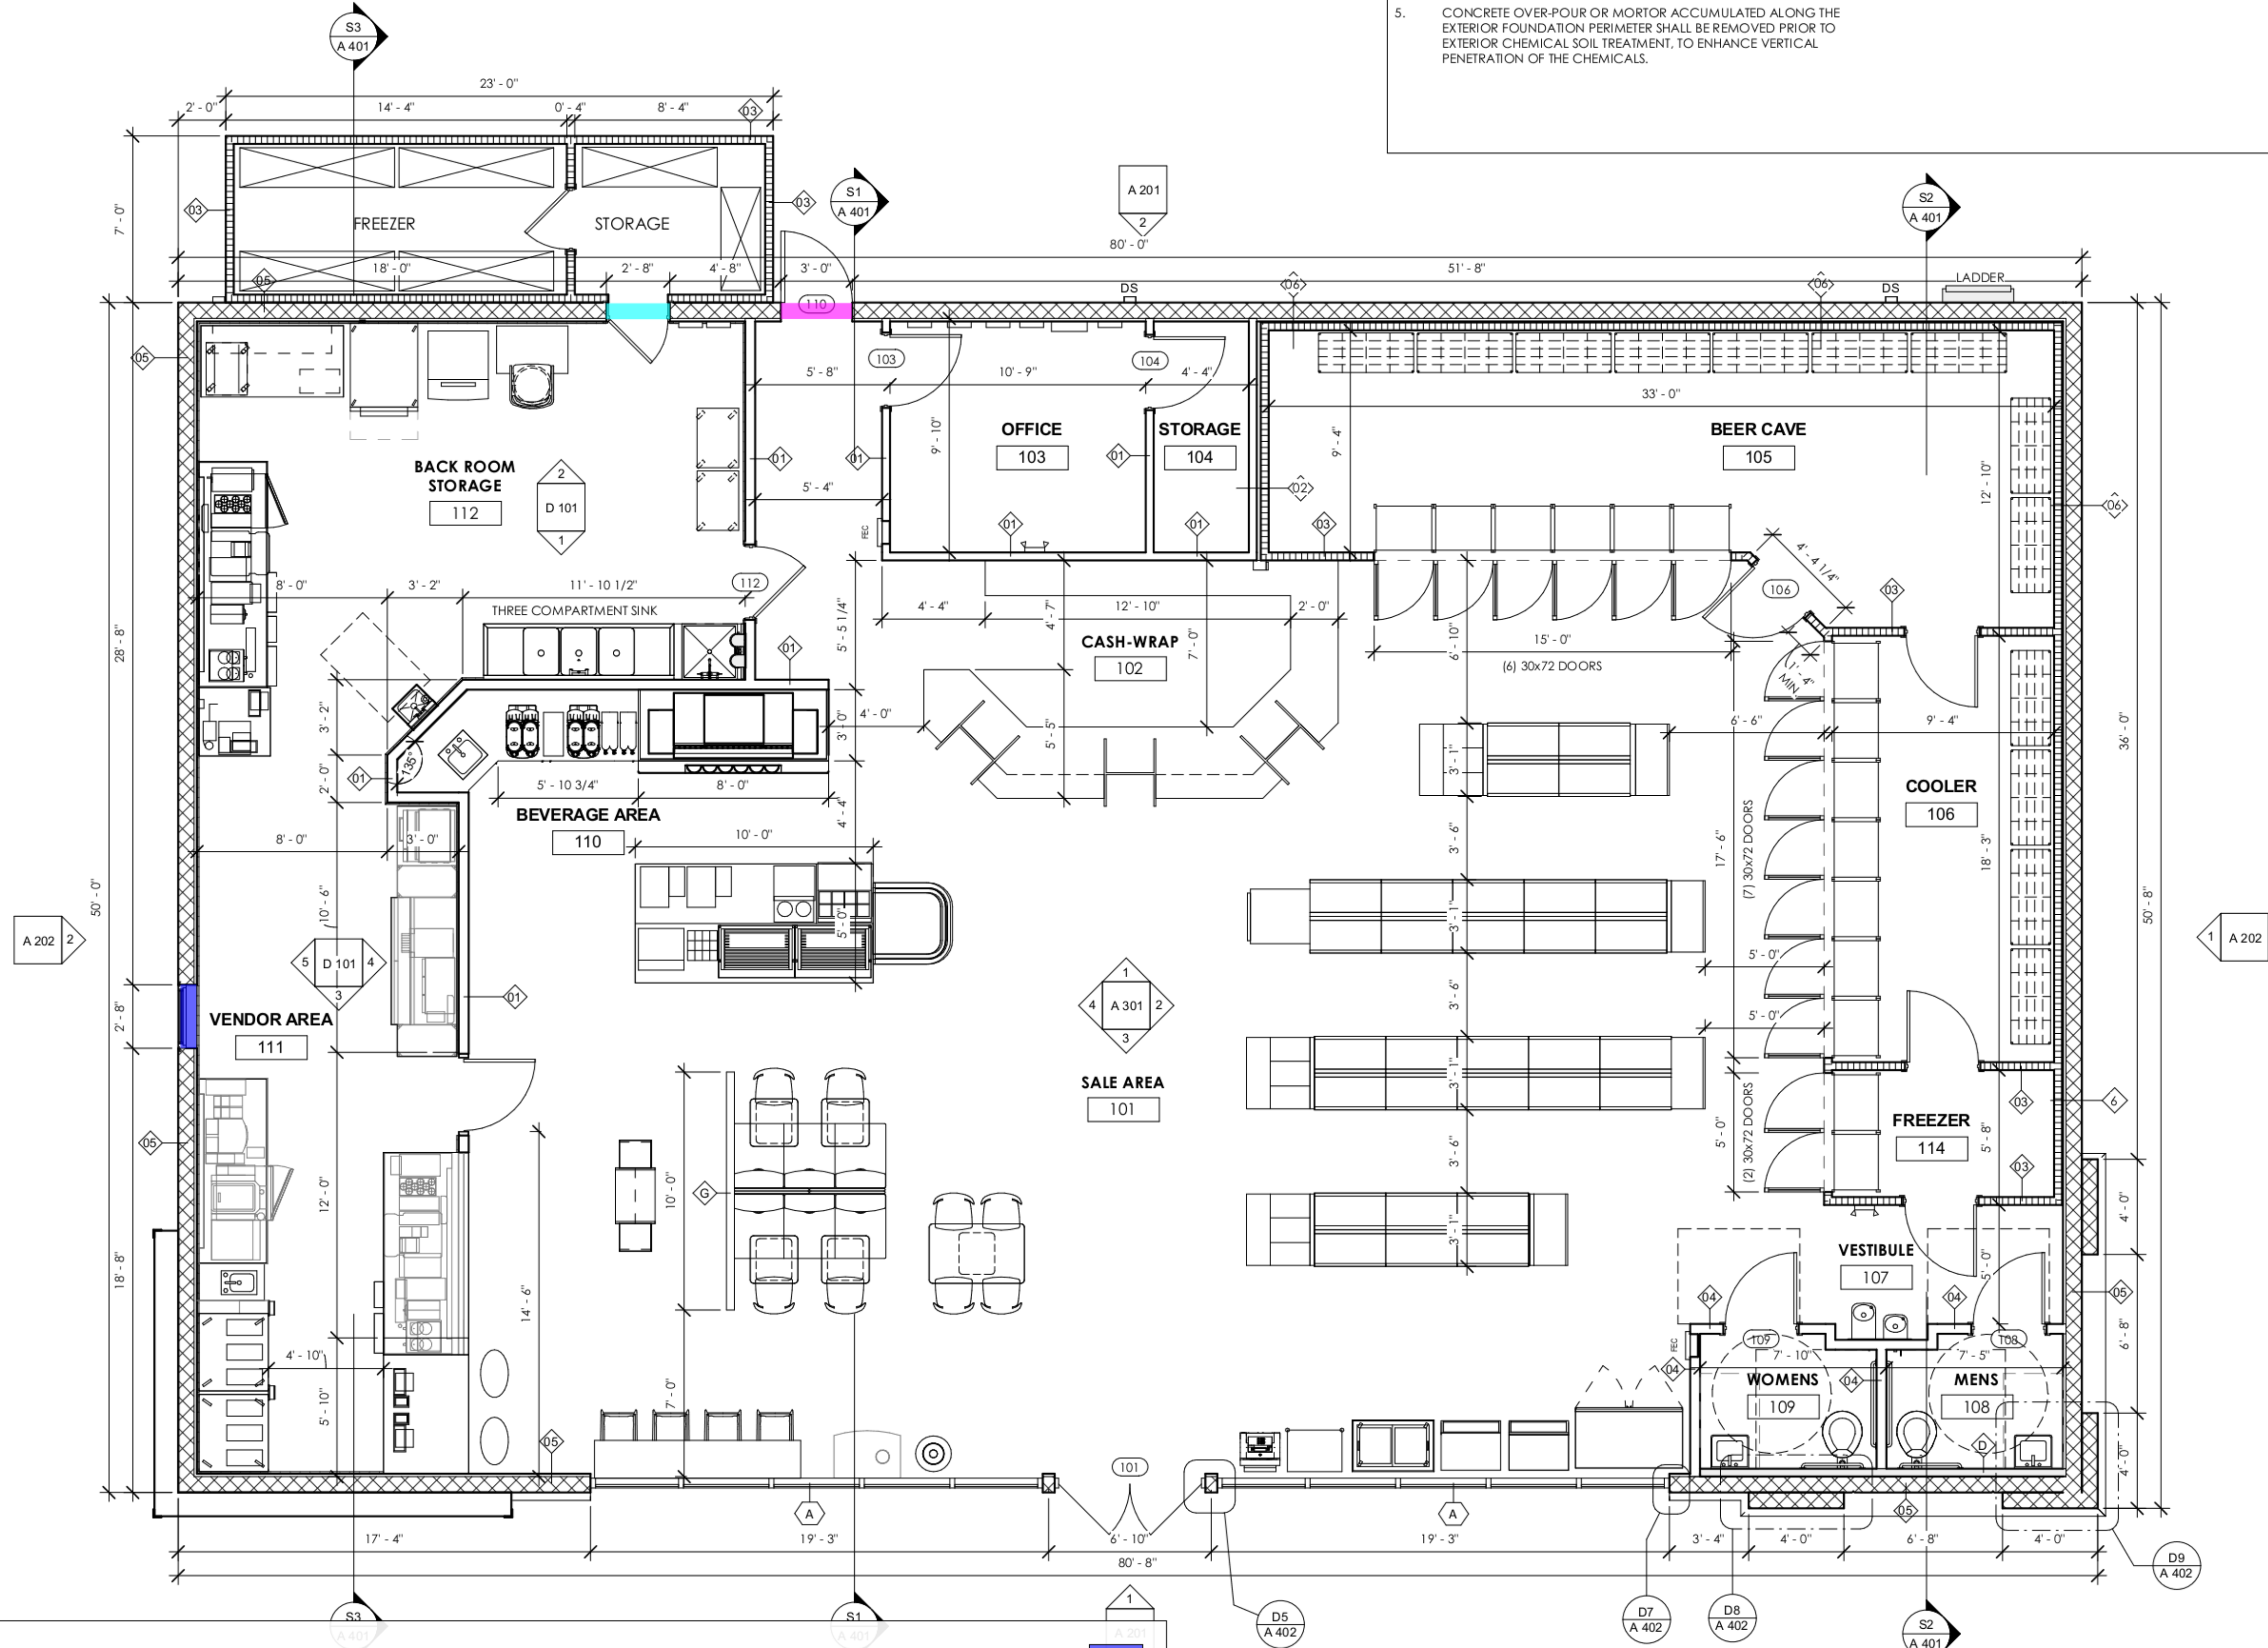 5. CONCRETE OVER-POUR OR MORTOR ACCUMULATED ALONG THE
EXTERIOR FOUNDATION PERIMETER SHALL BE REMOVED PRIOR TO
EXTERIOR CHEMICAL SOIL TREATMENT, TO ENHANCE VERTICAL
PENETRATION OF THE CHEMICALS.
S3
A 401
23' - 0"
2' - 0" 14' - 4" 0' - 4" 8' - 4" 03
A 201
2
S1
A 401
S2
A 401
03 03
7' - 0"
FREEZER STORAGE
80' - 0"
05 18' - 0" 2' - 8" 4' - 8" 3' - 0" 51' - 8"
06 06
DS DS LADDER
110
05
103 104
5' - 8" 10' - 9" 4' - 4"
33' - 0"
9' - 10"
9' - 4"
12' - 10"
OFFICE
103
STORAGE
104
BEER CAVE
105
01 01 01
BACK ROOM
STORAGE
112
2
D 101
1
5' - 4"
02
06
FEC
01 01 03
4' - 4 1/4"
8' - 0" 3' - 2" 11' - 10 1/2" 112
106 03
THREE COMPARTMENT SINK
28' - 8"
5' - 5 1/4"
4' - 4" 12' - 10" 2' - 0"
4' - 7"
7' - 0"
6' - 10"
15' - 0"
(6) 30x72 DOORS
CASH-WRAP
102
01
1' - 4"
MIN
3' - 2"
4' - 0"
3' - 0"
5' - 5"
3' - 1"
6' - 6" 9' - 4"
36' - 0"
135°
01
2' - 0"
5' - 10 3/4" 8' - 0"
COOLER
106
BEVERAGE AREA
110
10' - 0"
4' - 4"
8' - 0" 3' - 0"
3' - 6"
17' - 6"
(7) 30x72 DOORS
18' - 3"
50' - 0"
10' - 6"
5' - 0"
3' - 1"
50' - 8"
A 202 2
5 D 101 4
3
1 A 202
5' - 0"
1
4 A 301 2
3
01
3' - 6"
2' - 8"
VENDOR AREA
111
5' - 0"
SALE AREA
101
3' - 1"
05
03
6
5' - 0"
(2) 30x72 DOORS
FREEZER
114
5' - 8"
3' - 6"
03
12' - 0"
10' - 0"
G
4' - 0"
3' - 1"
VESTIBULE
107
5' - 0"
18' - 8"
14' - 6"
04 04 05
6' - 8"
109 108
FEC
7' - 10" 7' - 5"
4' - 10"
04
WOMENS
109
04
MENS
108
5' - 10"
7' - 0"
05
D
4' - 0"
101
A A
05
17' - 4" 19' - 3" 6' - 10" 19' - 3" 3' - 4" 4' - 0" 6' - 8" 4' - 0"
80' - 8"
D9
A 402
S3
A 401
S1
A 401
1
A 201
D5
A 402
D7
A 402
D8
A 402
S2
A 401